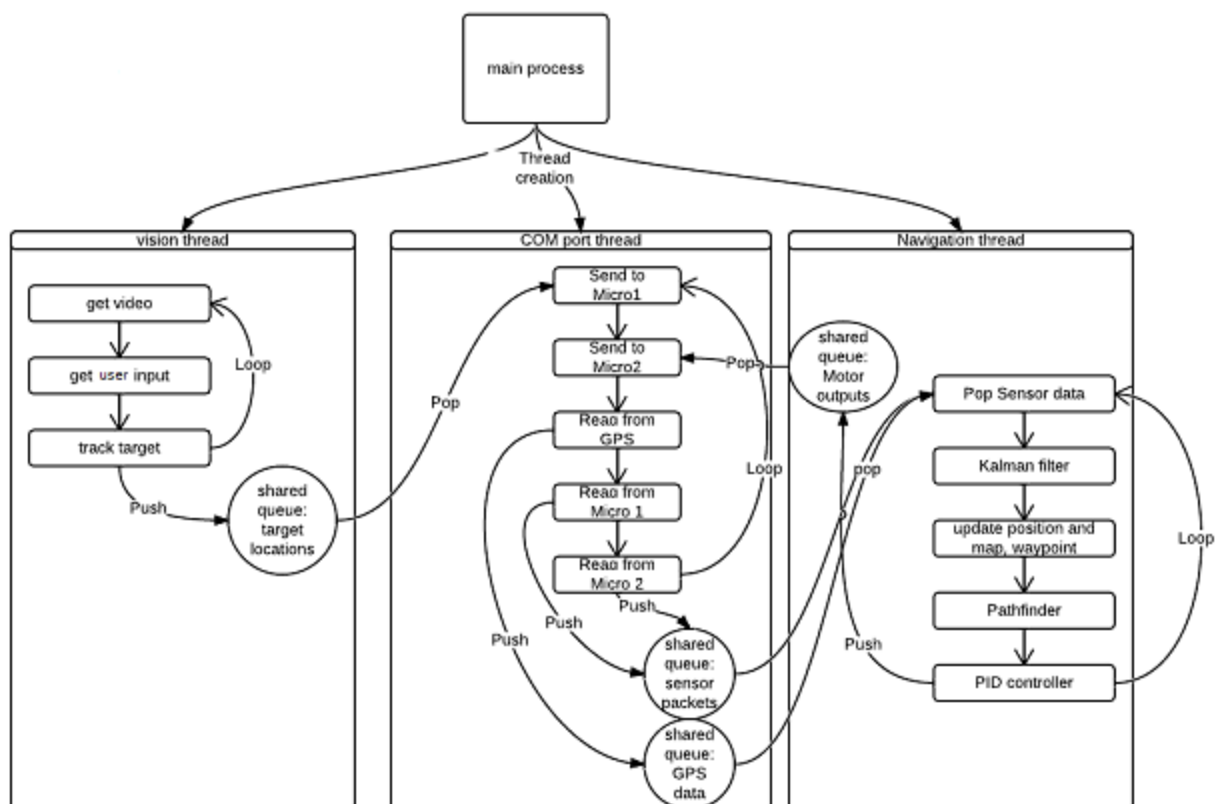 main process
Thread
creation
vision thread
get video
get user input
track target
Loop
Push
shared
queue:
target
locations
Pop
COM port thread
Send to
Micro1
Send to
Micro2
Read from
GPS
Read from
Micro 1
Read from
Micro 2
Loop
Pop
Push
Push
Push
shared
queue:
sensor
packets
shared
queue:
GPS
data
Navigation thread
shared
queue:
Motor
outputs
pop
Push
Pop Sensor data
Kalman filter
update position and
map, waypoint
Pathfinder
PID controller
Loop